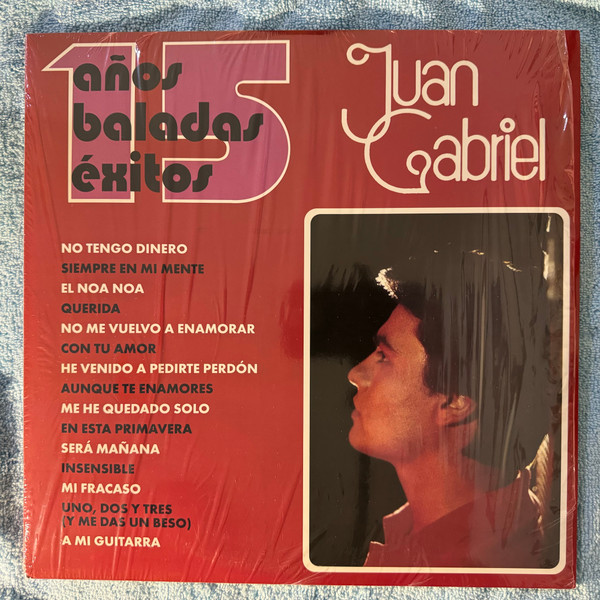 15
años
baladas
éxitos
Juan
Gabriel
NO TENGO DINERO
SIEMPRE EN MI MENTE
EL NOA NOA
QUERIDA
NO ME VUELVO A ENAMORAR
CON TU AMOR
HE VENIDO A PEDIRTE PERDÓN
AUNQUE TE ENAMORES
ME HE QUEDADO SOLO
EN ESTA PRIMAVERA
SERÁ MAÑANA
INSENSIBLE
MI FRACASO
UNO, DOS Y TRES
(Y ME DAS UN BESO)
A MI GUITARRA